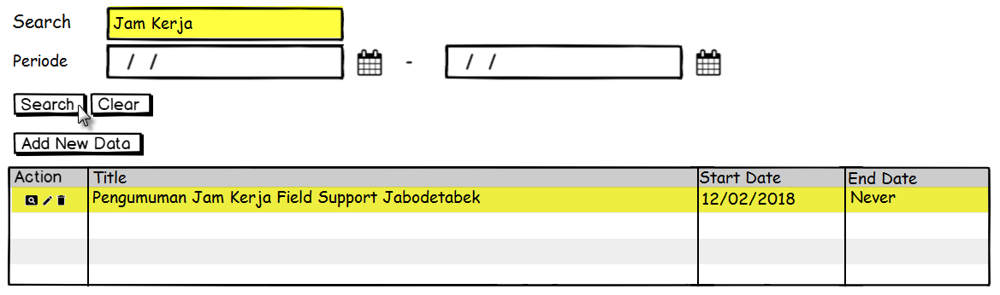 Search Jam Kerja
Periode / / - / /
Search Clear
Add New Data
Action Title Start Date End Date
Pengumuman Jam Kerja Field Support Jabodetabek 12/02/2018 Never